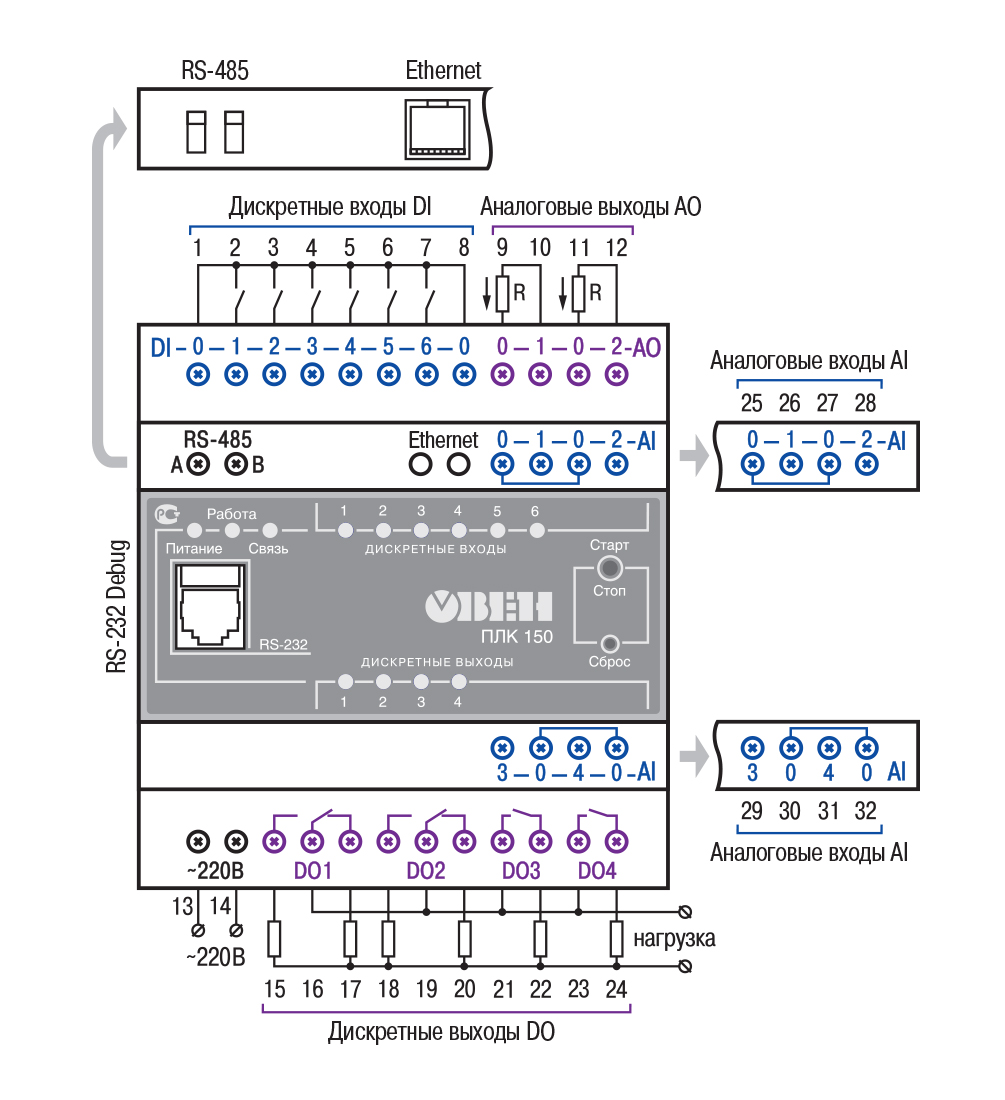 RS-485 Ethernet
Дискретные входы DI Аналоговые выходы AO
1 2 3 4 5 6 7 8 9 10 11 12
R R
DI – 0 – 1 – 2 – 3 – 4 – 5 – 6 – 0 0 – 1 – 0 – 2 – AO
Аналоговые входы AI
25 26 27 28
RS-485 Ethernet 0 – 1 – 0 – 2 – AI
A B
0 – 1 – 0 – 2 – AI
РС
Работа
Питание Связь
1 2 3 4 5 6
ДИСКРЕТНЫЕ ВХОДЫ
Старт
Стоп
RS-232 Debug
ОВЕН
ПЛК 150
RS-232
Сброс
ДИСКРЕТНЫЕ ВЫХОДЫ
1 2 3 4
3 – 0 – 4 – 0 – AI
3 0 4 0 AI
29 30 31 32
Аналоговые входы AI
~220В DO1 DO2 DO3 DO4
13 14
~220В
нагрузка
15 16 17 18 19 20 21 22 23 24
Дискретные выходы DO